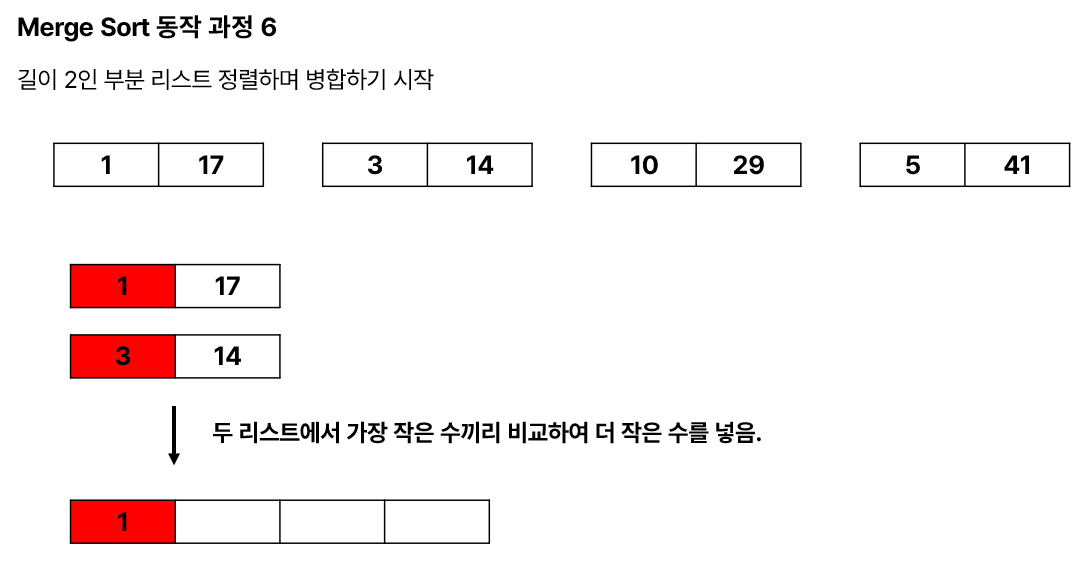 Merge Sort 동작 과정 6
길이 2인 부분 리스트 정렬하며 병합하기 시작
1 17 3 14 10 29 5 41
1 17
3 14
두 리스트에서 가장 작은 수끼리 비교하여 더 작은 수를 넣음.
1